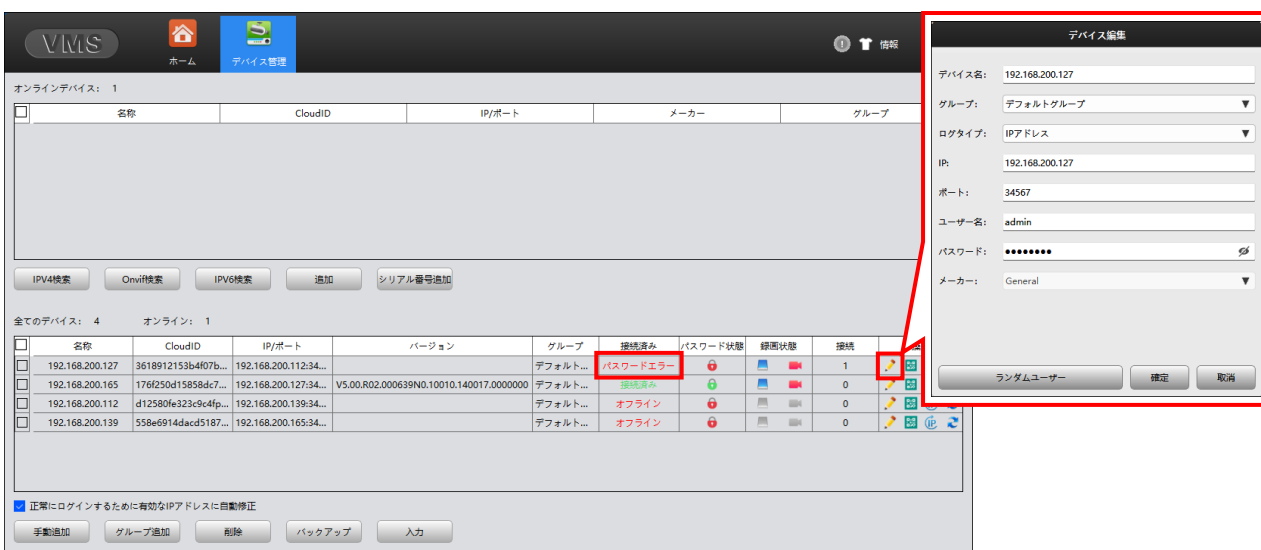 VMS
ホーム
デバイス管理
情報
オンラインデバイス: 1
名称 CloudID IP/ポート メーカー グループ
IPV4検索 Onvif検索 IPV6検索 追加 シリアル番号追加
全てのデバイス: 4 オンライン: 1
名称 CloudID IP/ポート バージョン グループ 接続済み パスワード状態 録画状態 接続
192.168.200.127 3618912153b4f07b... 192.168.200.112:34... デフォルト... パスワードエラー 1
192.168.200.165 176f250d15858dc7... 192.168.200.127:34... V5.00.R02.000639N0.10010.140017.0000000 デフォルト... 接続済み 0
192.168.200.112 d12580fe323c9c4fp... 192.168.200.139:34... デフォルト... オフライン 0
192.168.200.139 558e6914dacd5187... 192.168.200.165:34... デフォルト... オフライン 0 IP
正常にログインするために有効なIPアドレスに自動修正
手動追加 グループ追加 削除 バックアップ 入力
デバイス編集
デバイス名: 192.168.200.127
グループ: デフォルトグループ
ログタイプ: IPアドレス
IP: 192.168.200.127
ポート: 34567
ユーザー名: admin
パスワード: ●●●●●●●●
メーカー: General
ランダムユーザー 確定 取消